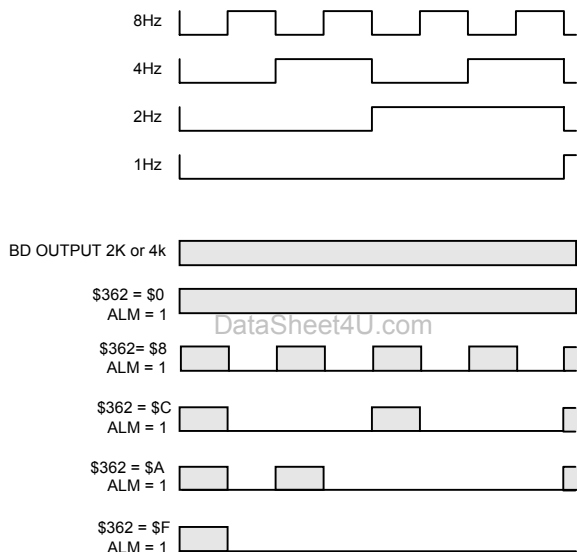 8Hz
4Hz
2Hz
1Hz
BD OUTPUT 2K or 4k
$362 = $0
ALM = 1
DataSheet4U.com
$362= $8
ALM = 1
$362 = $C
ALM = 1
$362 = $A
ALM = 1
$362 = $F
ALM = 1